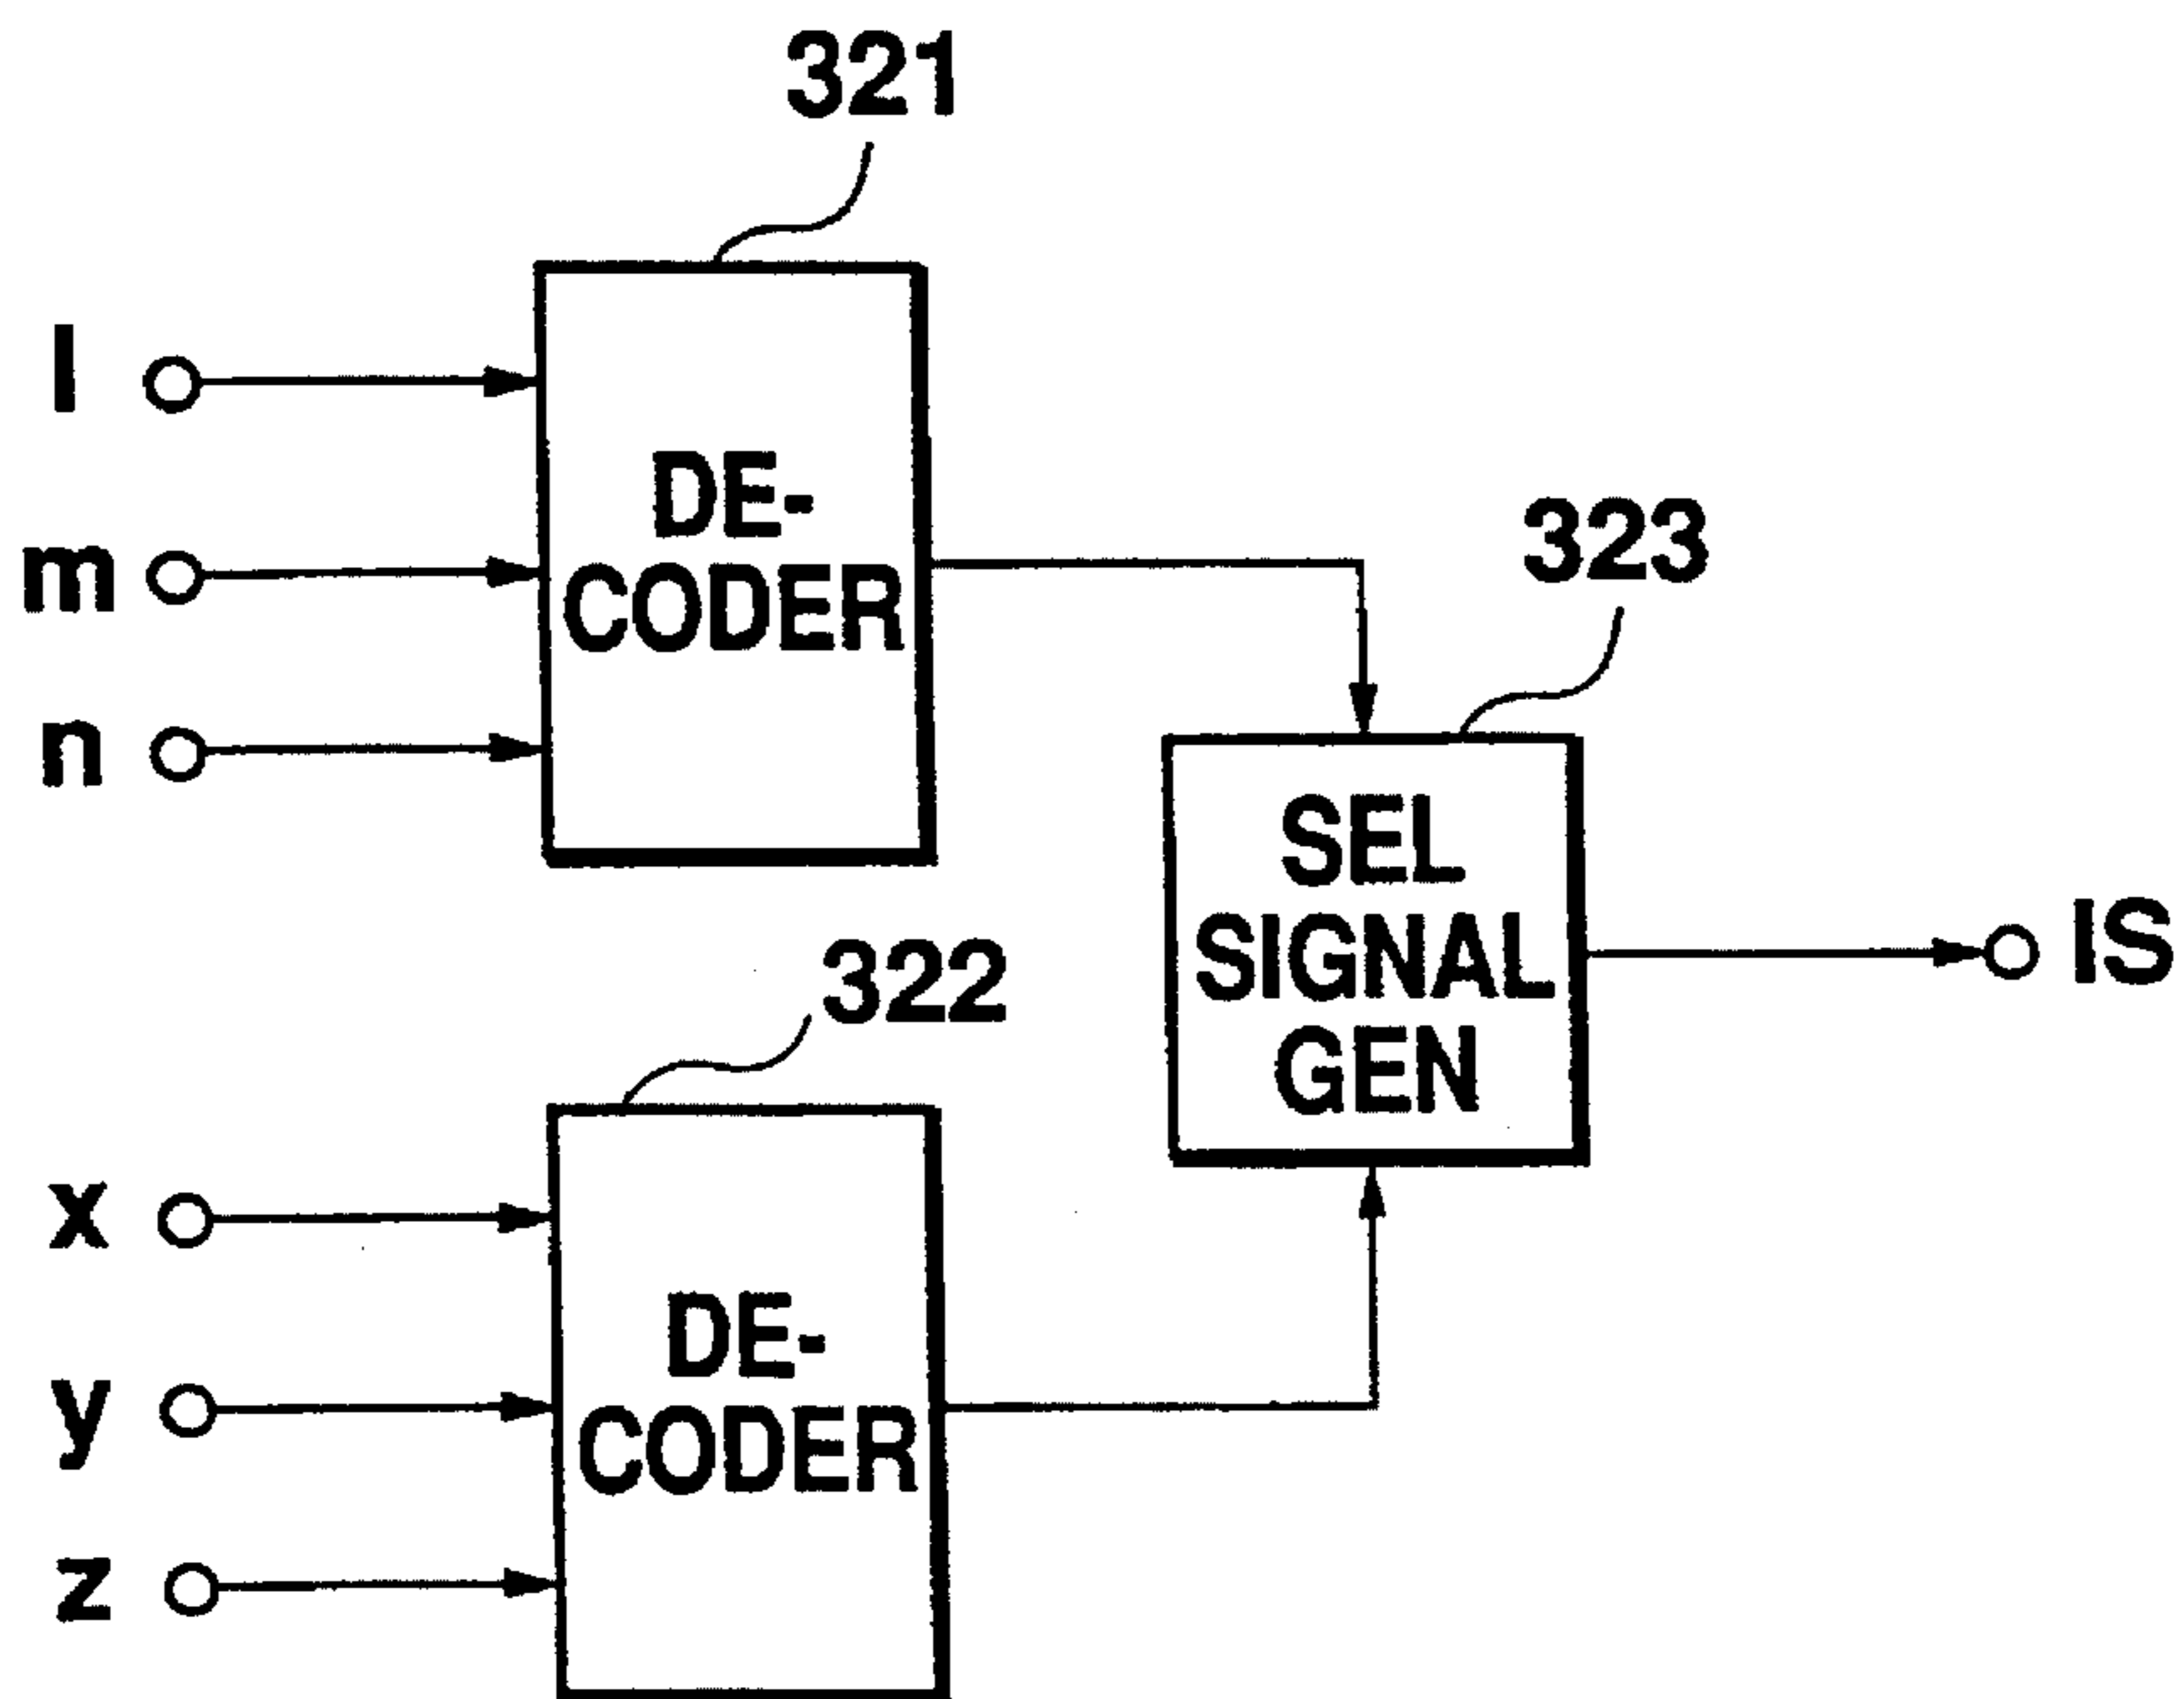 321
l
m
n
DE-
CODER
323
SEL
SIGNAL
GEN
IS
322
x
y
z
DE-
CODER